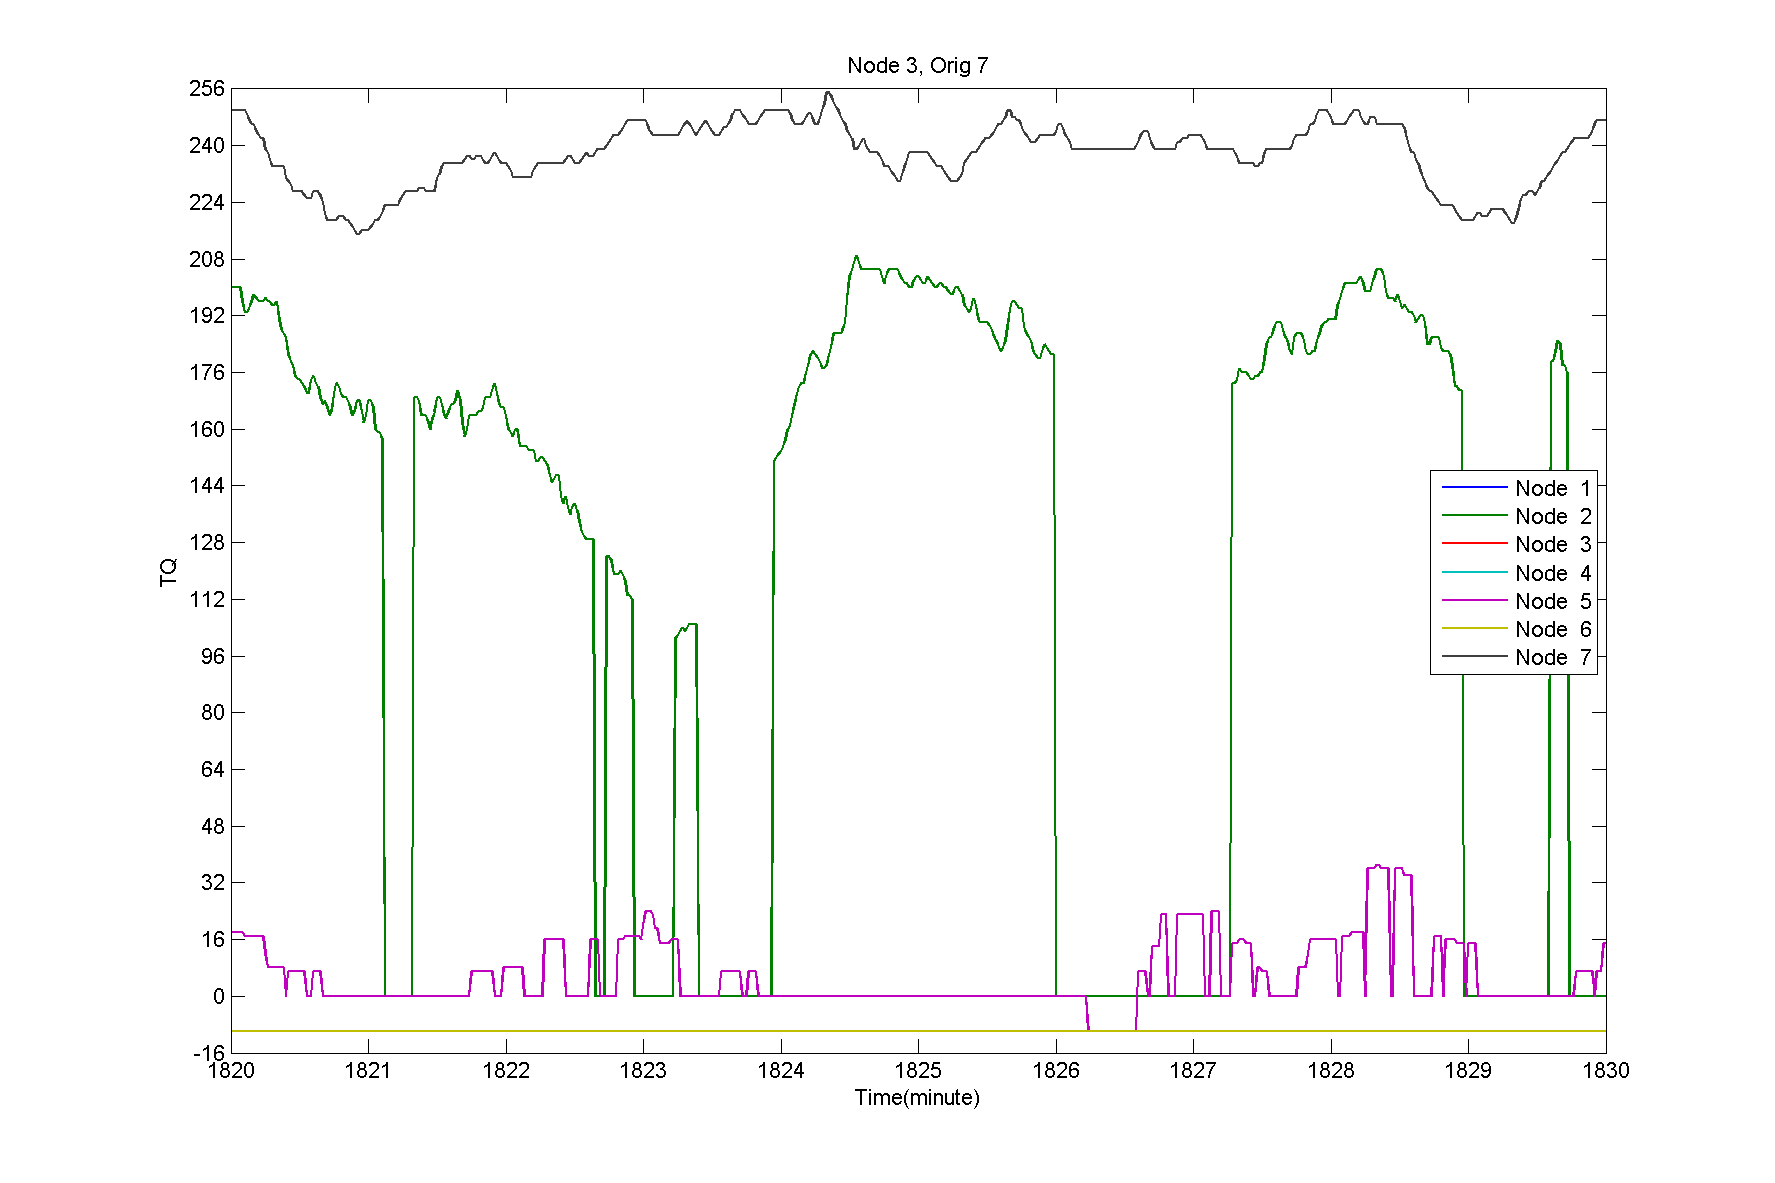 Node 3, Orig 7
256
240
224
208
192
176
160
144
128
112
96
80
64
48
32
16
0
-16
TQ
Node 1
Node 2
Node 3
Node 4
Node 5
Node 6
Node 7
1820 1821 1822 1823 1824 1825 1826 1827 1828 1829 1830
Time(minute)